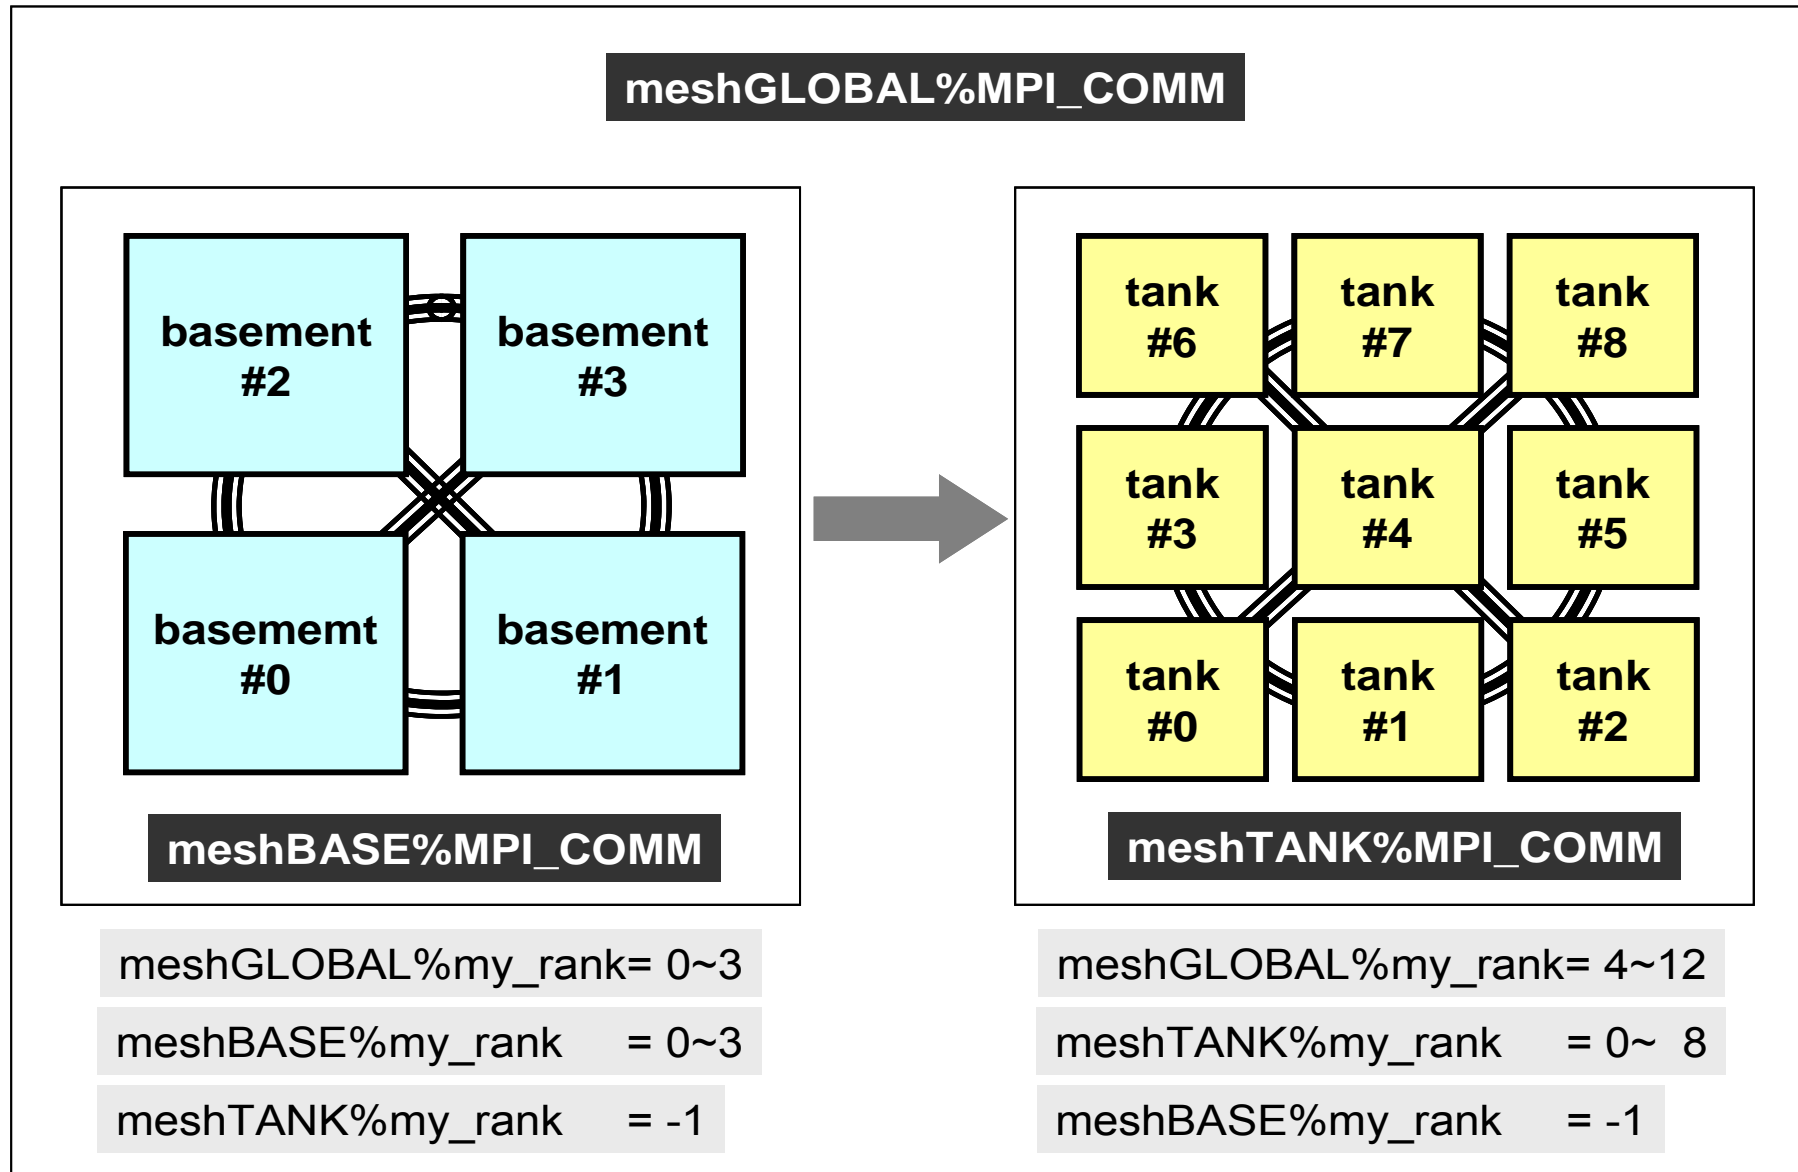 meshGLOBAL%MPI_COMM
basement
#2
basement
#3
basememt
#0
basement
#1
meshBASE%MPI_COMM
tank
#6
tank
#7
tank
#8
tank
#3
tank
#4
tank
#5
tank
#0
tank
#1
tank
#2
meshTANK%MPI_COMM
meshGLOBAL%my_rank= 0~3
meshBASE%my_rank = 0~3
meshTANK%my_rank = -1
meshGLOBAL%my_rank= 4~12
meshTANK%my_rank = 0~ 8
meshBASE%my_rank = -1